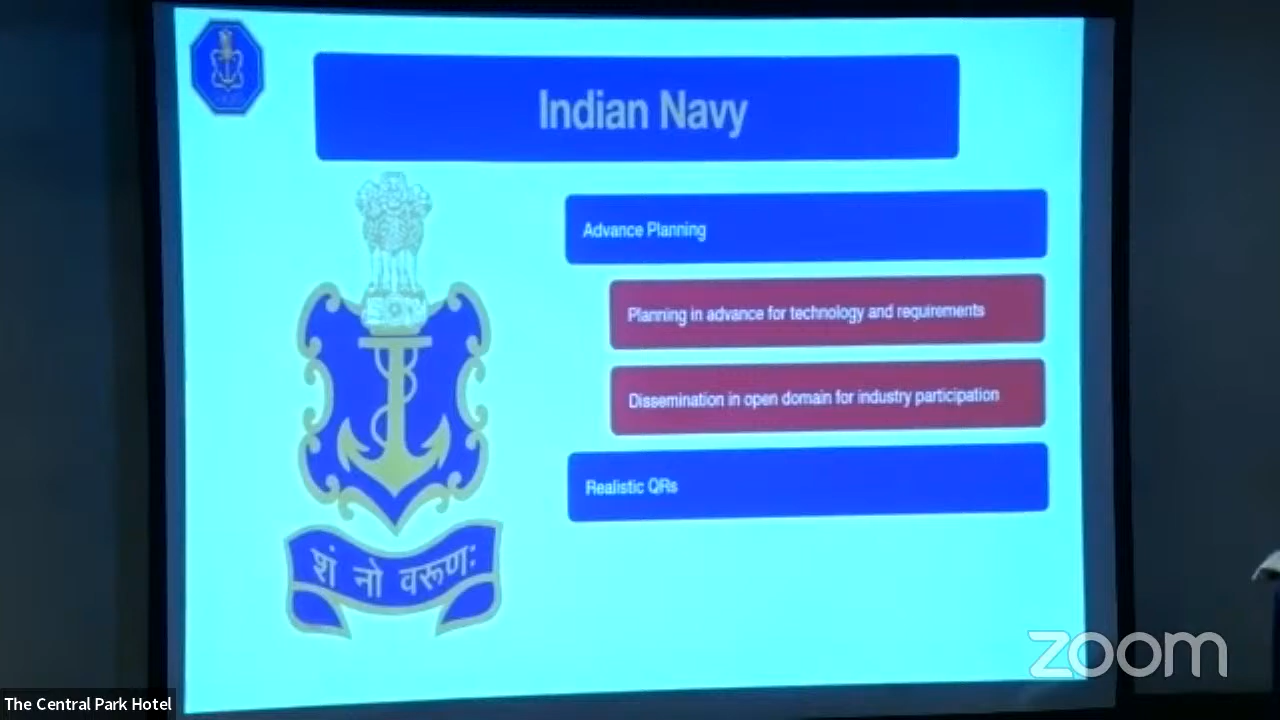 Indian Navy
Advance Planning
Planning in advance for technology and requirements
Dissemination in open domain for industry participation
Realistic QRs
शं नो वरूणः
zoom
The Central Park Hotel